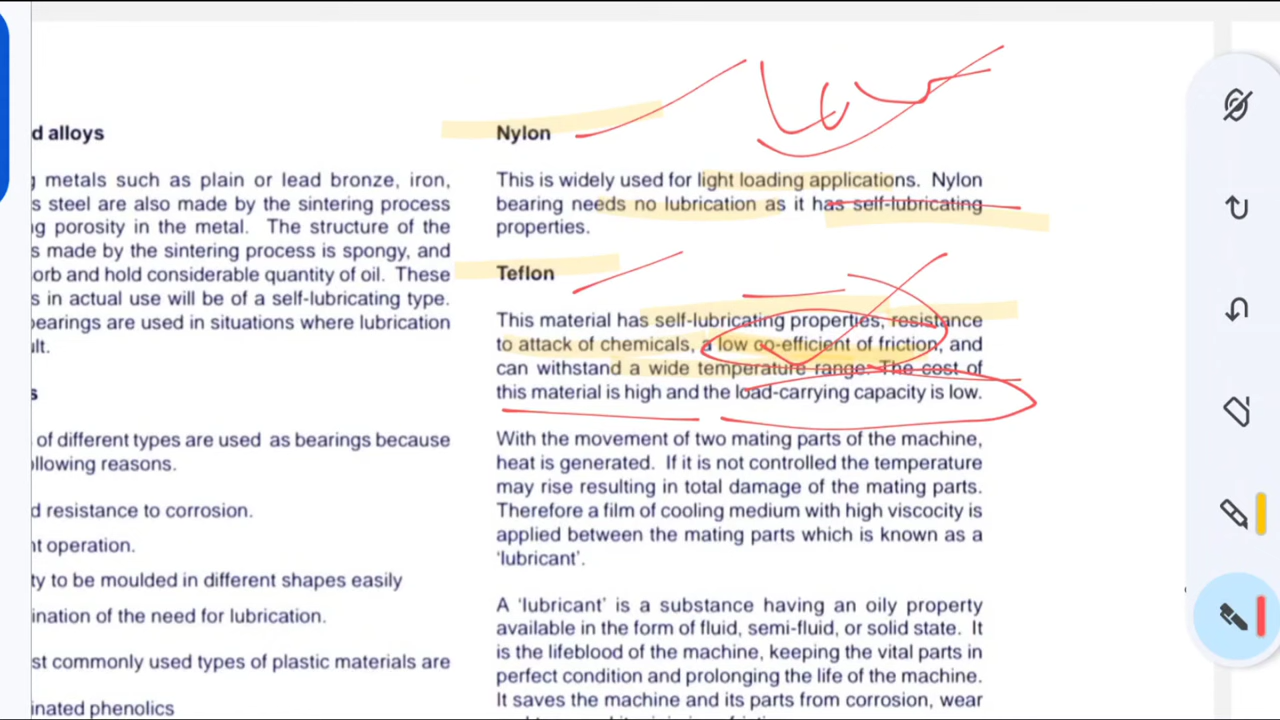 d alloys
metals such as plain or lead bronze, iron,
s steel are also made by the sintering process
g porosity in the metal. The structure of the
s made by the sintering process is spongy, and
orb and hold considerable quantity of oil. These
s in actual use will be of a self-lubricating type.
bearings are used in situations where lubrication
ult.
s
of different types are used as bearings because
ollowing reasons.
d resistance to corrosion.
nt operation.
ty to be moulded in different shapes easily
ination of the need for lubrication.
st commonly used types of plastic materials are
inated phenolics
Low
Nylon
This is widely used for light loading applications. Nylon
bearing needs no lubrication as it has self-lubricating
properties.
Teflon
This material has self-lubricating properties, resistance
to attack of chemicals, a low co-efficient of friction, and
can withstand a wide temperature range. The cost of
this material is high and the load-carrying capacity is low.
With the movement of two mating parts of the machine,
heat is generated. If it is not controlled the temperature
may rise resulting in total damage of the mating parts.
Therefore a film of cooling medium with high viscocity is
applied between the mating parts which is known as a
‘lubricant’.
A ‘lubricant’ is a substance having an oily property
available in the form of fluid, semi-fluid, or solid state. It
is the lifeblood of the machine, keeping the vital parts in
perfect condition and prolonging the life of the machine.
It saves the machine and its parts from corrosion, wear